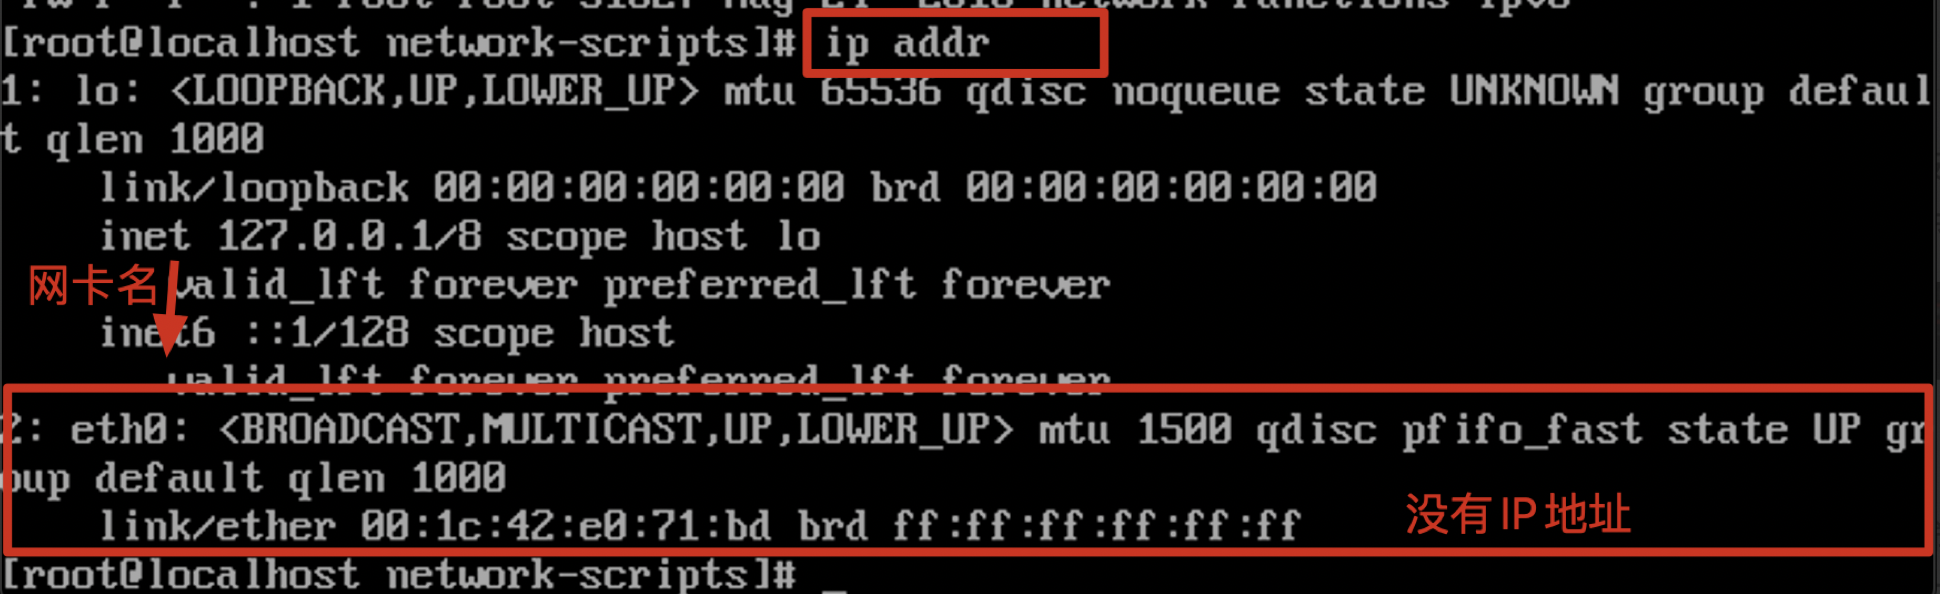 [root@localhost network-scripts]# ip addr
1: lo: <LOOPBACK,UP,LOWER_UP> mtu 65536 qdisc noqueue state UNKNOWN group defaul
t qlen 1000
link/loopback 00:00:00:00:00:00 brd 00:00:00:00:00:00
inet 127.0.0.1/8 scope host lo
网卡名
valid_lft forever preferred_lft forever
inet6 ::1/128 scope host
valid_lft forever preferred_lft forever
2: eth0: <BROADCAST,MULTICAST,UP,LOWER_UP> mtu 1500 qdisc pfifo_fast state UP gr
oup default qlen 1000
link/ether 00:1c:42:e0:71:bd brd ff:ff:ff:ff:ff:ff
没有IP地址
[root@localhost network-scripts]# _